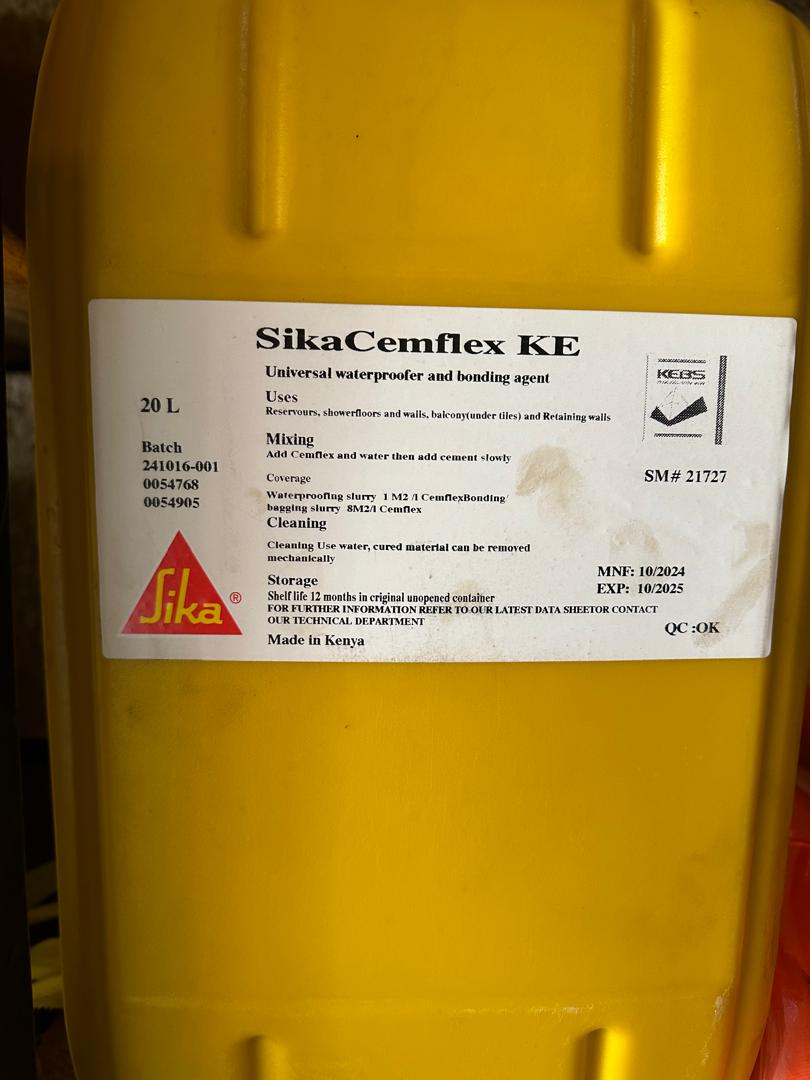 SikaCemflex KE
Universal waterproofer and bonding agent
20 L
Uses
Reservours, showerfloors and walls, balcony(under tiles) and Retaining walls
KEBS
Mixing
Add Cemflex and water then add cement slowly
Batch
241016-001
0054768
0054905
Coverage
SM# 21727
Waterproofing slurry 1 M2 /l CemflexBonding/
bagging slurry 8M2/l Cemflex
Cleaning
Cleaning Use water, cured material can be removed
mechanically
Storage
MNF: 10/2024
EXP: 10/2025
Shelf life 12 months in criginal unopened container
FOR FURTHER INFORMATION REFER TO OUR LATEST DATA SHEETOR CONTACT
OUR TECHNICAL DEPARTMENT
QC :OK
Made in Kenya
Sika ®